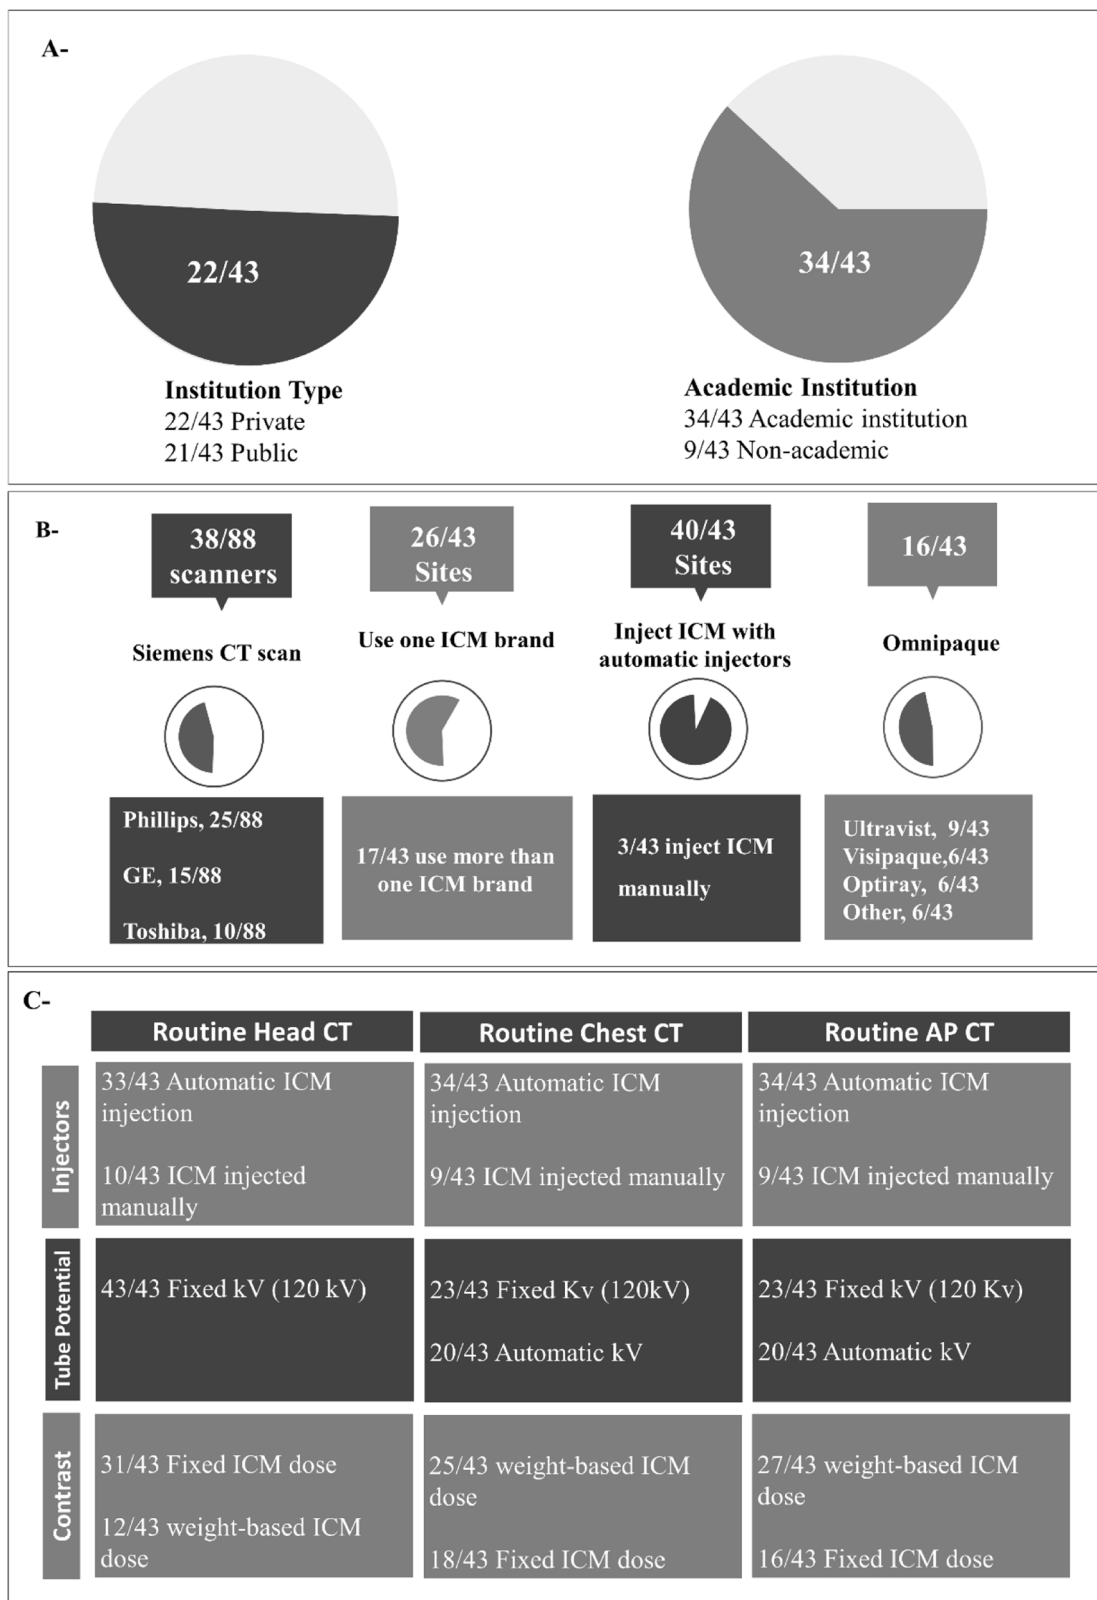 A-
22/43
34/43
Institution Type
22/43 Private
21/43 Public
Academic Institution
34/43 Academic institution
9/43 Non-academic
B-
38/88
scanners
26/43
Sites
40/43
Sites
16/43
Siemens CT scan
Use one ICM brand
Inject ICM with
automatic injectors
Omnipaque
Phillips, 25/88
GE, 15/88
Toshiba, 10/88
17/43 use more than
one ICM brand
3/43 inject ICM
manually
Ultravist, 9/43
Visipaque,6/43
Optiray, 6/43
Other, 6/43
C-
Routine Head CT
Routine Chest CT
Routine AP CT
Injectors
33/43 Automatic ICM
injection
10/43 ICM injected
manually
34/43 Automatic ICM
injection
9/43 ICM injected manually
34/43 Automatic ICM
injection
9/43 ICM injected manually
Tube Potential
43/43 Fixed kV (120 kV)
23/43 Fixed Kv (120kV)
20/43 Automatic kV
23/43 Fixed kV (120 Kv)
20/43 Automatic kV
Contrast
31/43 Fixed ICM dose
12/43 weight-based ICM
dose
25/43 weight-based ICM
dose
18/43 Fixed ICM dose
27/43 weight-based ICM
dose
16/43 Fixed ICM dose